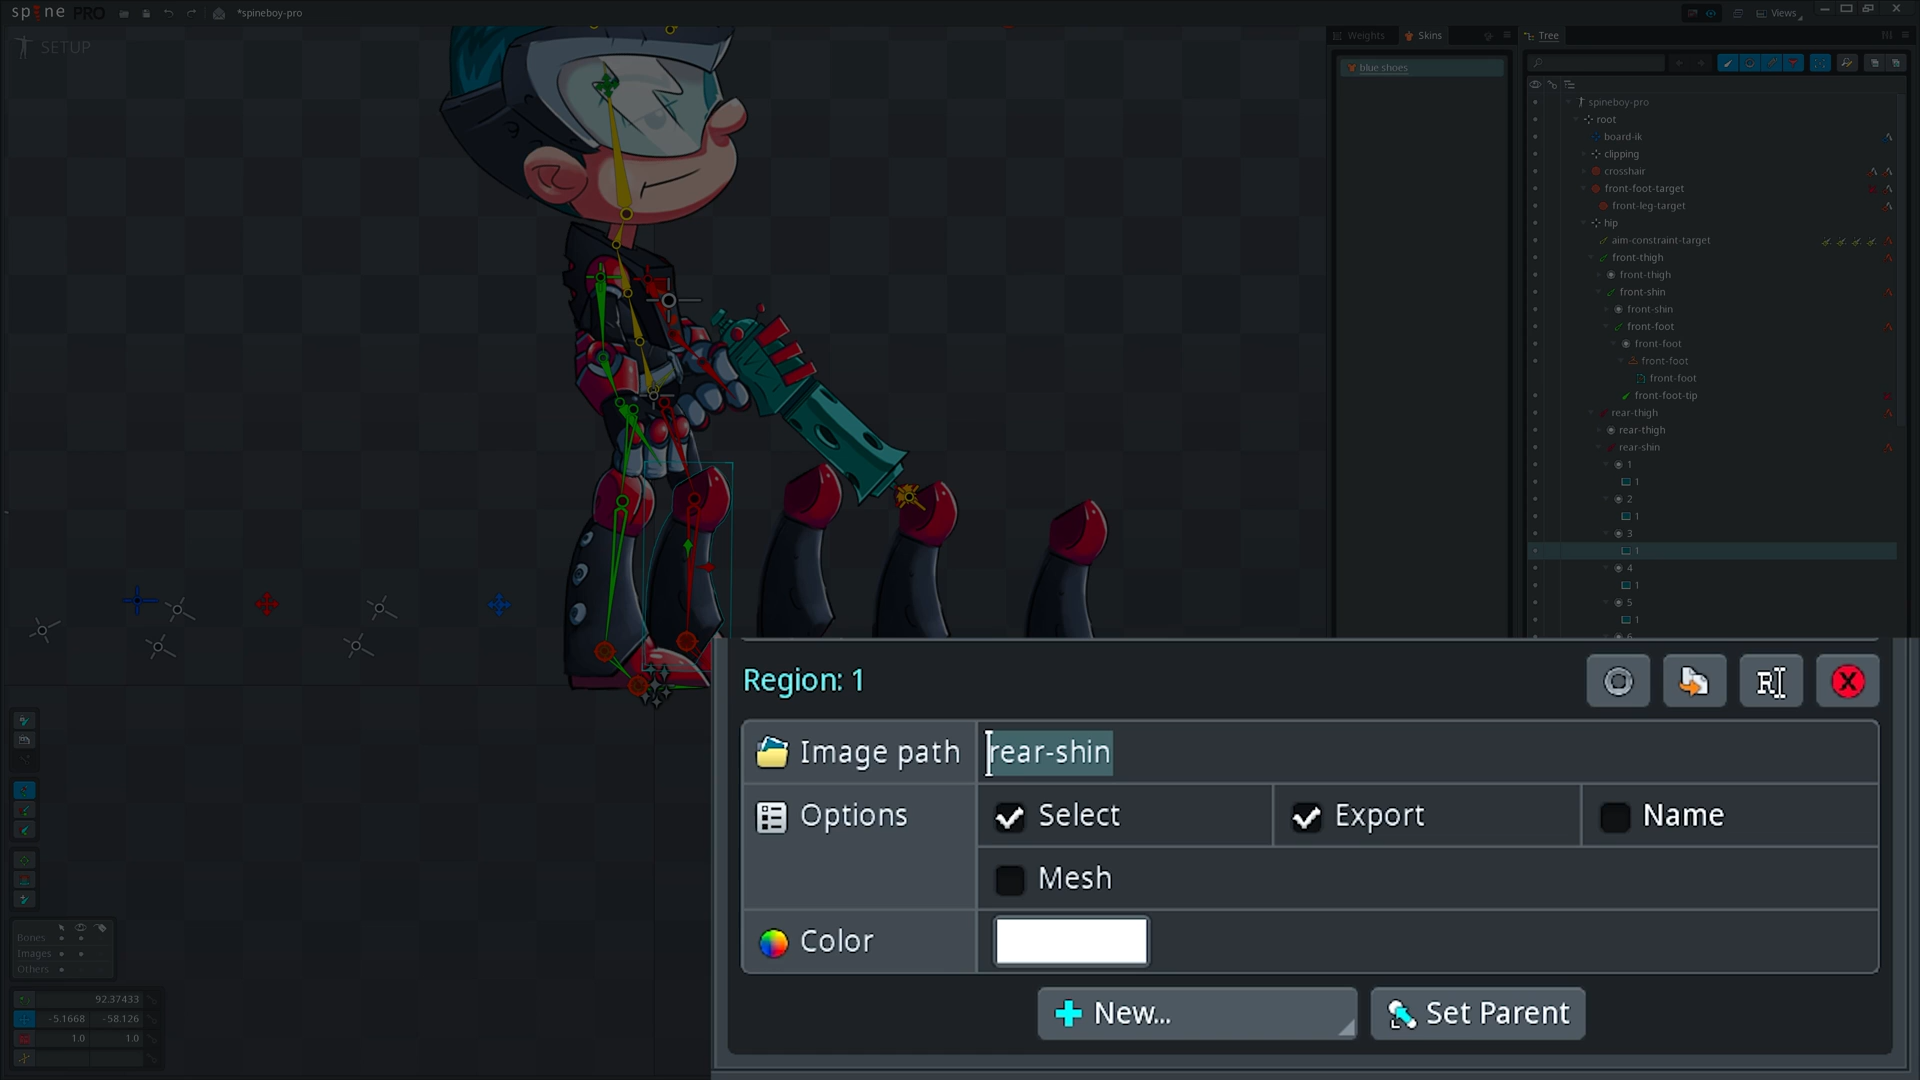 spine PRO
*spineboy-pro
Views
SETUP
Weights
Skins
Tree
blue shoes
spineboy-pro
root
board-ik
clipping
crosshair
front-foot-target
front-leg-target
hip
aim-constraint-target
front-thigh
front-thigh
front-shin
front-shin
front-foot
front-foot
front-foot
front-foot
front-foot-tip
rear-thigh
rear-thigh
rear-shin
1
1
2
1
3
1
4
1
5
1
6
Region: 1
Image path
rear-shin
Options
Select
Export
Name
Mesh
Color
New...
Set Parent
Bones
Images
Others
92.37433
-5.1668 -58.126
1.0 1.0